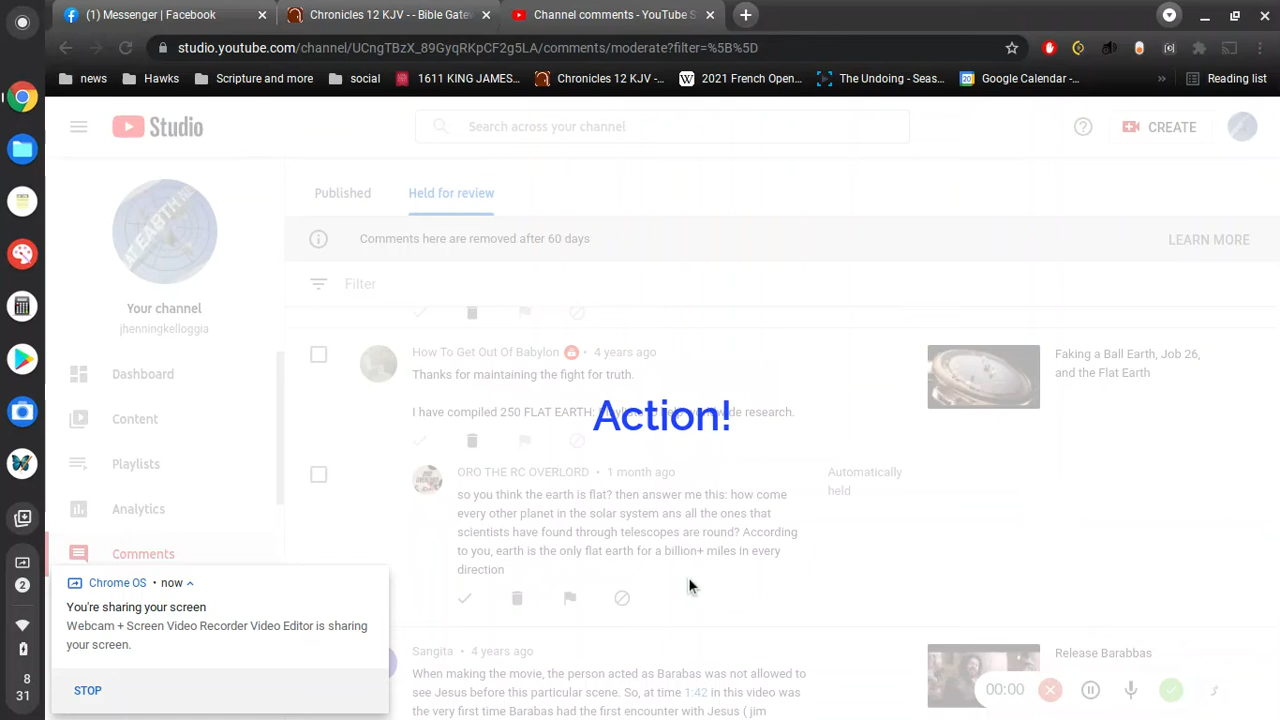 (1) Messenger | Facebook
Chronicles 12 KJV - - Bible Gatew
Channel comments - YouTube S
studio.youtube.com/channel/UCngTBzX_89GyqRKpCF2g5LA/comments/moderate?filter=%5B%5D
news
Hawks
Scripture and more
social
1611 KING JAMES...
Chronicles 12 KJV -...
2021 French Open...
The Undoing - Seas...
Google Calendar -...
Reading list
Studio
Search across your channel
CREATE
Your channel
jhenningkelloggia
Dashboard
Content
Playlists
Analytics
Comments
Published
Held for review
Comments here are removed after 60 days
LEARN MORE
Filter
How To Get Out Of Babylon • 4 years ago
Thanks for maintaining the fight for truth.
I have compiled 250 FLAT EARTH: research.
Faking a Ball Earth, Job 26,
and the Flat Earth
Action!
ORO THE RC OVERLORD • 1 month ago
so you think the earth is flat? then answer me this: how come
every other planet in the solar system ans all the ones that
scientists have found through telescopes are round? According
to you, earth is the only flat earth for a billion+ miles in every
direction
Automatically
held
Sangita • 4 years ago
When making the movie, the person acted as Barabas was not allowed to
see Jesus before this particular scene. So, at time 1:42 in this video was
the very first time Barabas had the first encounter with Jesus ( jim
Release Barabbas
00:00
Chrome OS • now
You're sharing your screen
Webcam + Screen Video Recorder Video Editor is sharing
your screen.
STOP
2
8
31